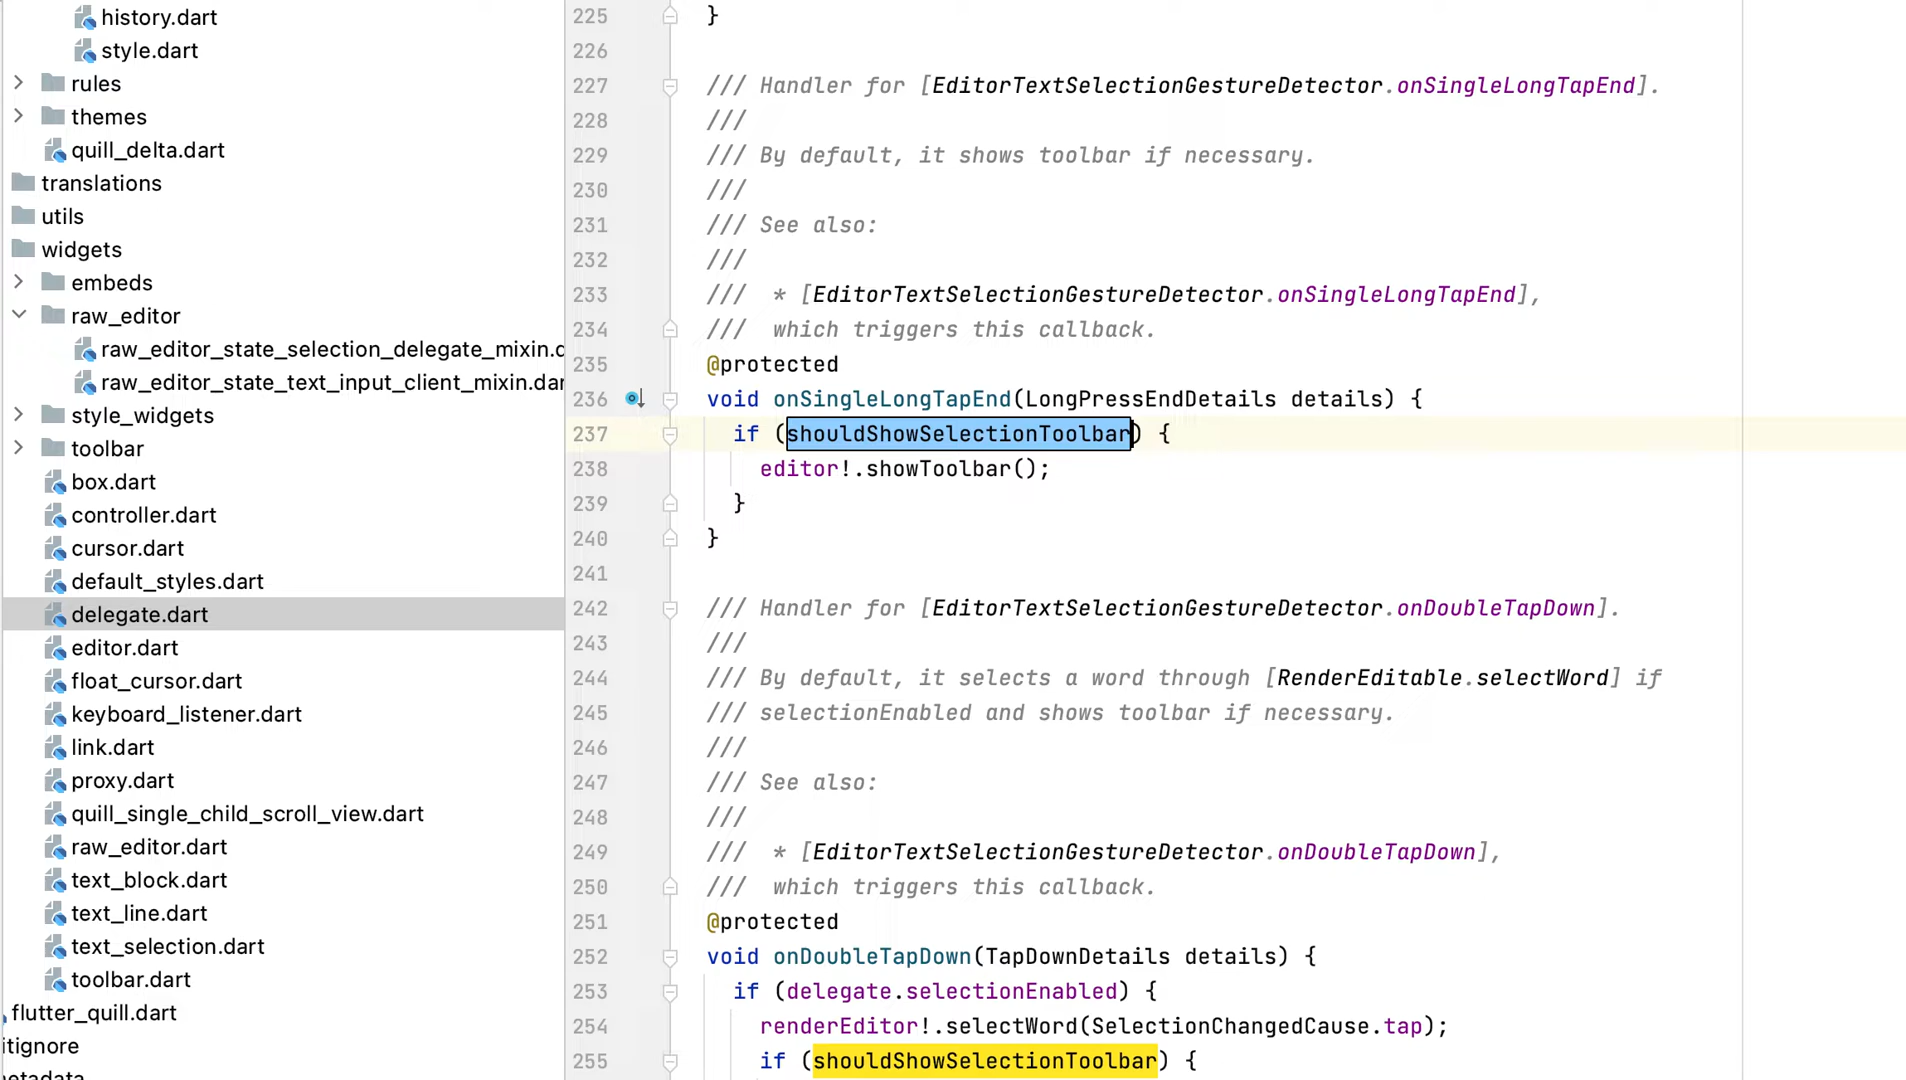 history.dart
style.dart
rules
themes
quill_delta.dart
translations
utils
widgets
embeds
raw_editor
raw_editor_state_selection_delegate_mixin.d
raw_editor_state_text_input_client_mixin.dar
style_widgets
toolbar
box.dart
controller.dart
cursor.dart
default_styles.dart
delegate.dart
editor.dart
float_cursor.dart
keyboard_listener.dart
link.dart
proxy.dart
quill_single_child_scroll_view.dart
raw_editor.dart
text_block.dart
text_line.dart
text_selection.dart
toolbar.dart
flutter_quill.dart
itignore
etadata
225 }
226
227 /// Handler for [EditorTextSelectionGestureDetector.onSingleLongTapEnd].
228 ///
229 /// By default, it shows toolbar if necessary.
230 ///
231 /// See also:
232 ///
233 /// * [EditorTextSelectionGestureDetector.onSingleLongTapEnd],
234 /// which triggers this callback.
235 @protected
236 void onSingleLongTapEnd(LongPressEndDetails details) {
237 if (shouldShowSelectionToolbar) {
238 editor!.showToolbar();
239 }
240 }
241
242 /// Handler for [EditorTextSelectionGestureDetector.onDoubleTapDown].
243 ///
244 /// By default, it selects a word through [RenderEditable.selectWord] if
245 /// selectionEnabled and shows toolbar if necessary.
246 ///
247 /// See also:
248 ///
249 /// * [EditorTextSelectionGestureDetector.onDoubleTapDown],
250 /// which triggers this callback.
251 @protected
252 void onDoubleTapDown(TapDownDetails details) {
253 if (delegate.selectionEnabled) {
254 renderEditor!.selectWord(SelectionChangedCause.tap);
255 if (shouldShowSelectionToolbar) {